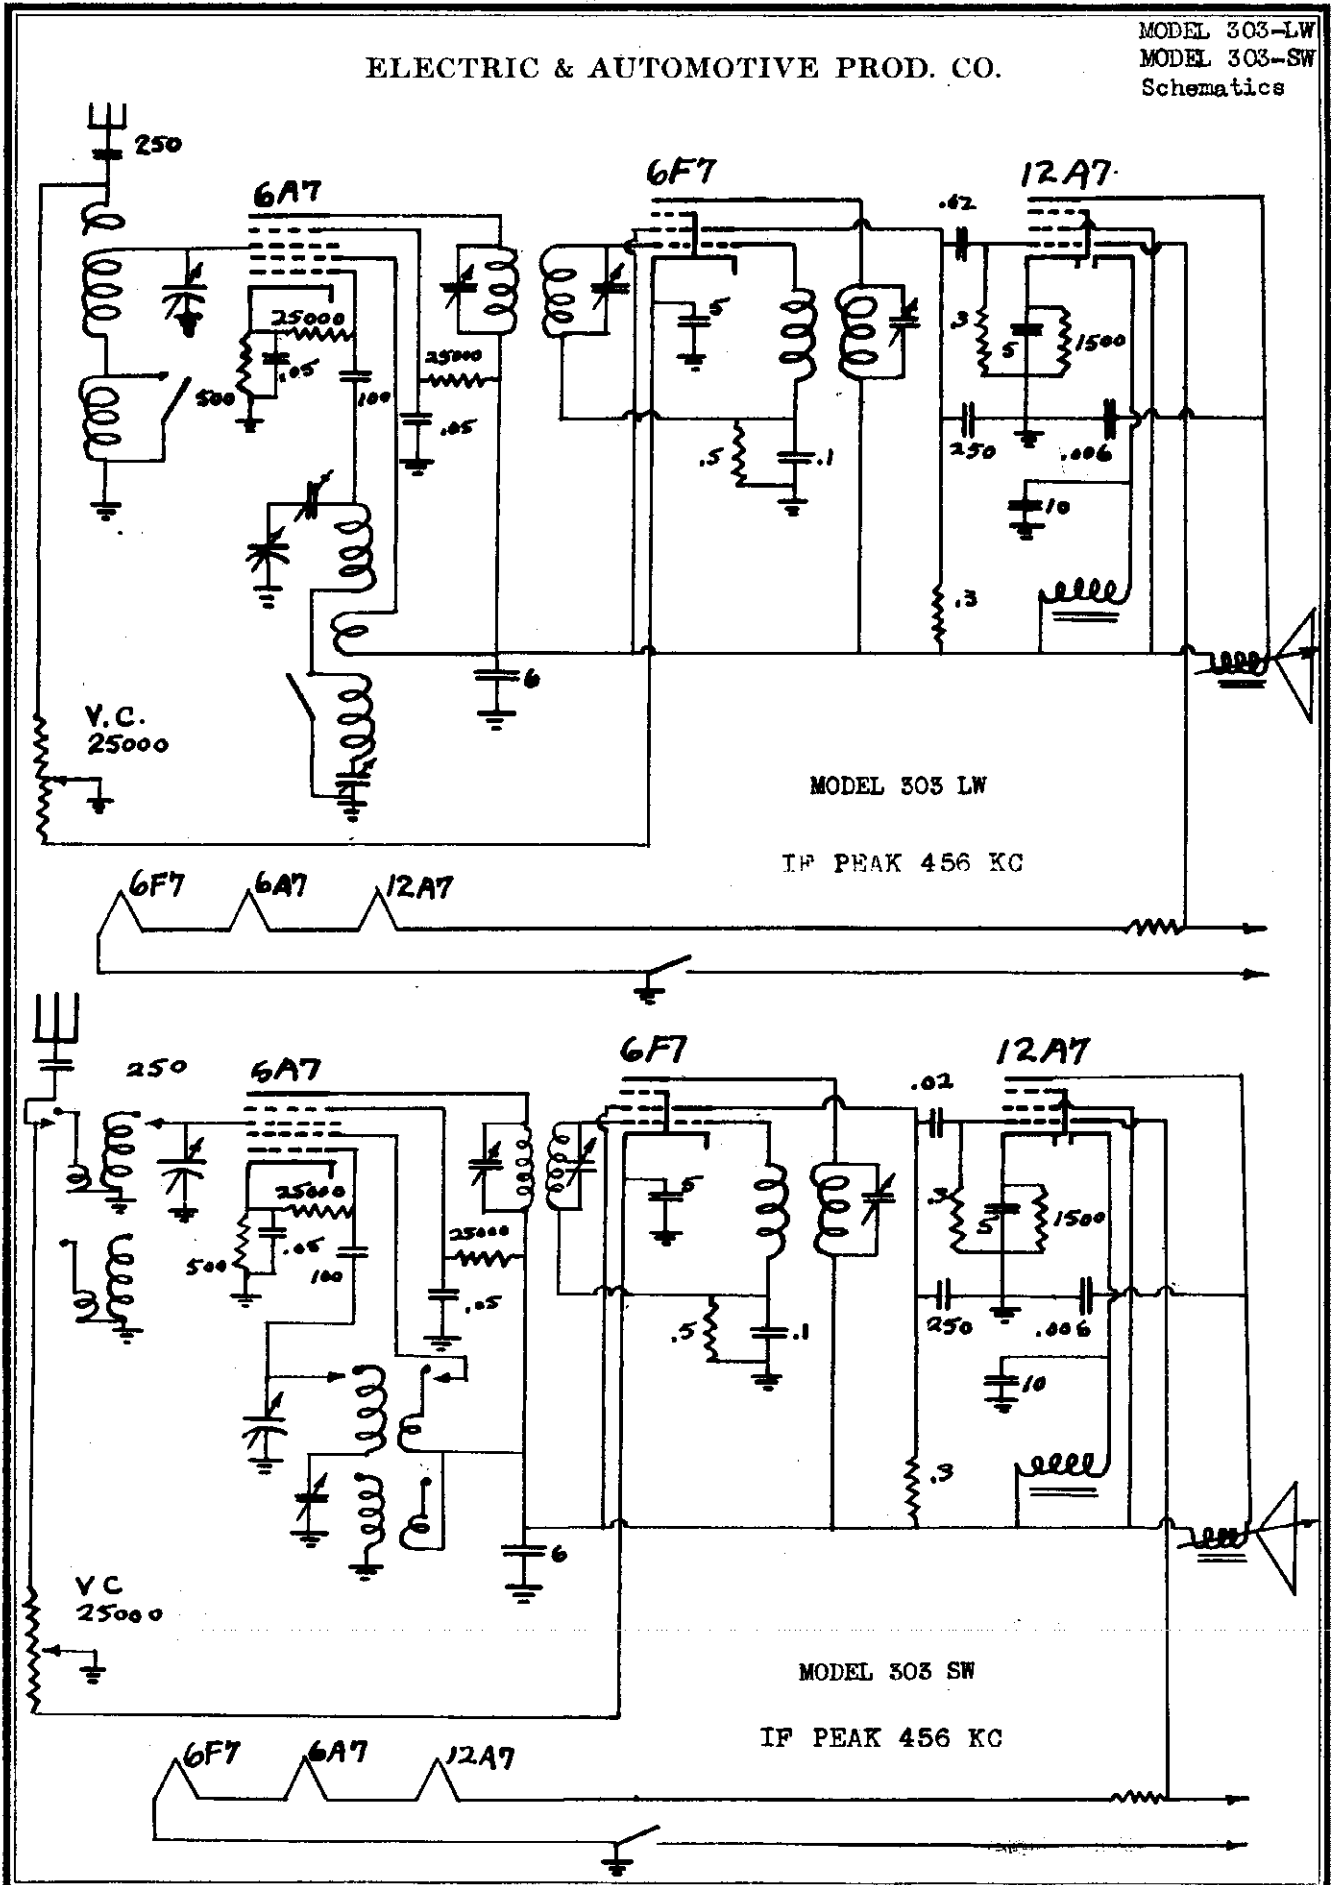 MODEL 303-LW
MODEL 303-SW
Schematics
ELECTRIC & AUTOMOTIVE PROD. CO.
250
6A7
6F7
12A7
.02
25000
.05
500
100
25000
.05
5
.3
5
1500
.5
.1
250
.006
10
.3
6
V.C.
25000
MODEL 303 LW
IF PEAK 456 KC
6F7
6A7
12A7
250
6A7
6F7
12A7
.02
25000
.05
500
100
25000
.05
5
.3
5
1500
.5
.1
250
.006
10
.3
6
VC
25000
MODEL 303 SW
IF PEAK 456 KC
6F7
6A7
12A7